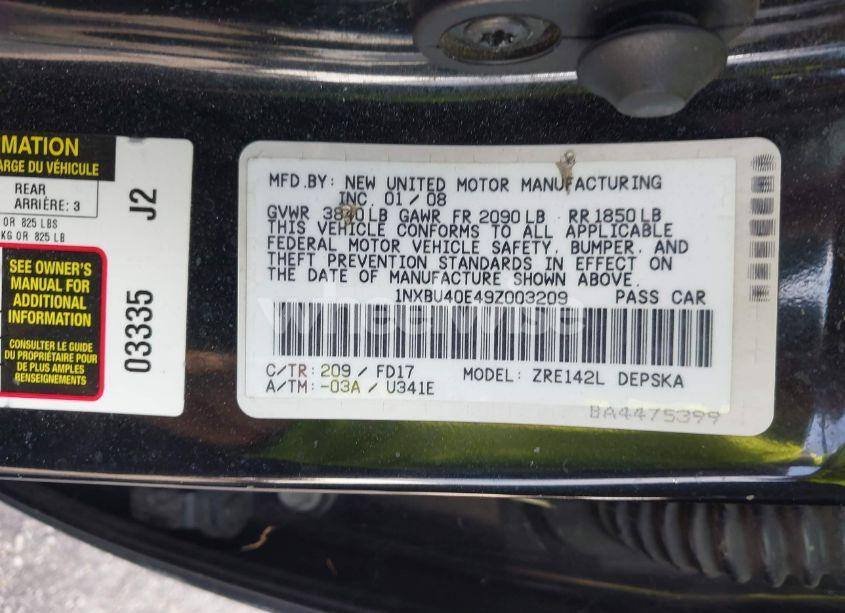 MATION
ARGE DU VÉHICULE
REAR
ARRIÈRE: 3
OR 825 LBS
KG OR 825 LB
SEE OWNER'S
MANUAL FOR
ADDITIONAL
INFORMATION
CONSULTER LE GUIDE
DU PROPRIÉTAIRE POUR
DE PLUS AMPLES
RENSEIGNEMENTS
03335 J2
MFD.BY: NEW UNITED MOTOR MANUFACTURING
INC. 01/08
GVWR 3840LB GAWR FR 2090LB RR1850LB
THIS VEHICLE CONFORMS TO ALL APPLICABLE
FEDERAL MOTOR VEHICLE SAFETY, BUMPER, AND
THEFT PREVENTION STANDARDS IN EFFECT ON
THE DATE OF MANUFACTURE SHOWN ABOVE.
1NXBU40E49Z003209 PASS CAR
wheelwise
C/TR: 209/ FD17 MODEL: ZRE142L DEPSKA
A/TM: -03A/ U341E
BA4475399